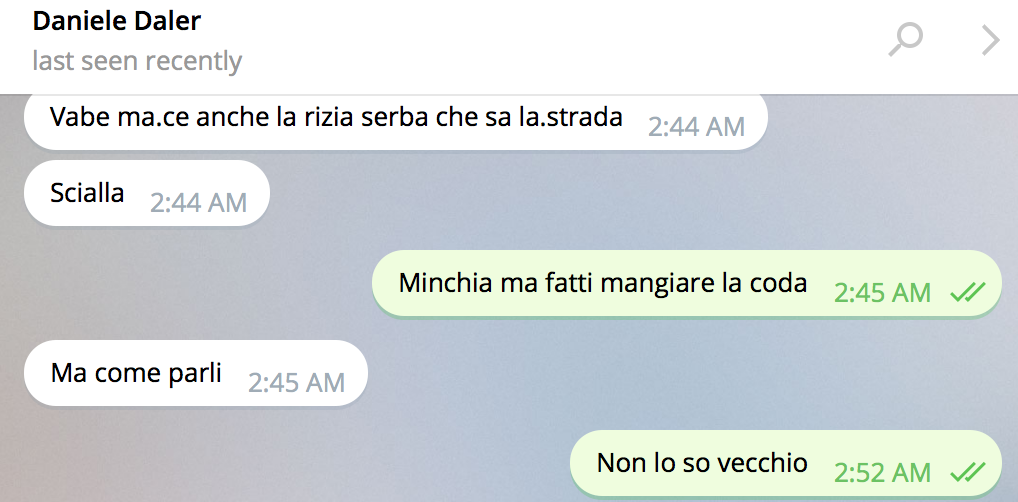 Daniele Daler
last seen recently
Vabe ma.ce anche la rizia serba che sa la.strada 2:44 AM
Scialla 2:44 AM
Minchia ma fatti mangiare la coda 2:45 AM
Ma come parli 2:45 AM
Non lo so vecchio 2:52 AM